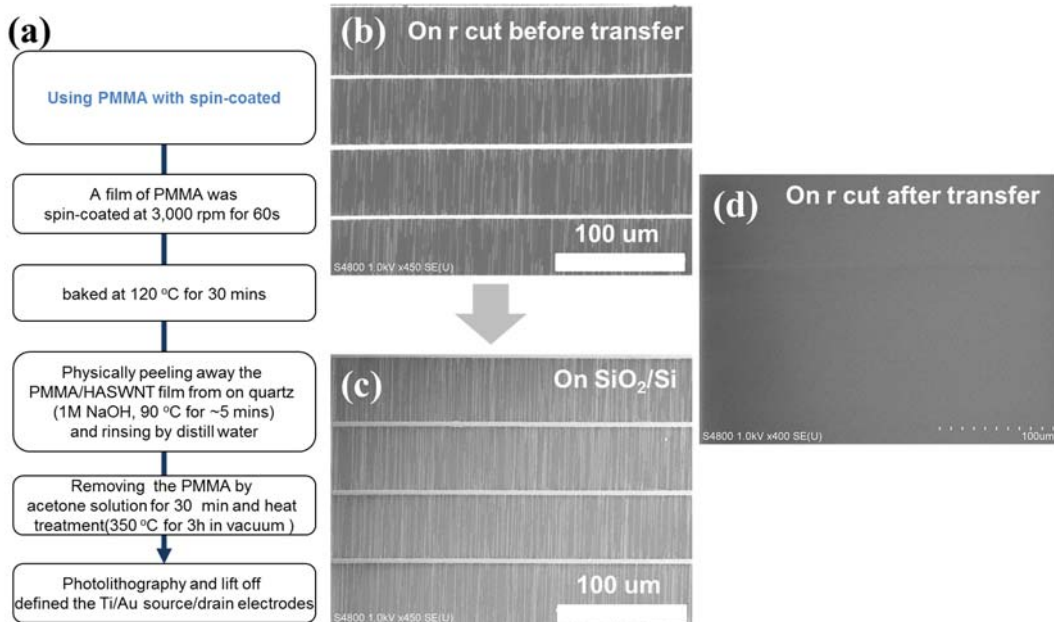 (a)
Using PMMA with spin-coated
A film of PMMA was
spin-coated at 3,000 rpm for 60s
baked at 120 °C for 30 mins
Physically peeling away the
PMMA/HASWNT film from on quartz
(1M NaOH, 90 °C for ~5 mins)
and rinsing by distill water
Removing the PMMA by
acetone solution for 30 min and heat
treatment(350 °C for 3h in vacuum )
Photolithography and lift off
defined the Ti/Au source/drain electrodes
(b)
On r cut before transfer
100 um
S4800 1.0kV x450 SE(U)
(c)
On SiO₂/Si
100 um
S4800 1.0kV x450 SE(U)
(d)
On r cut after transfer
S4800 1.0kV x400 SE(U)
100um